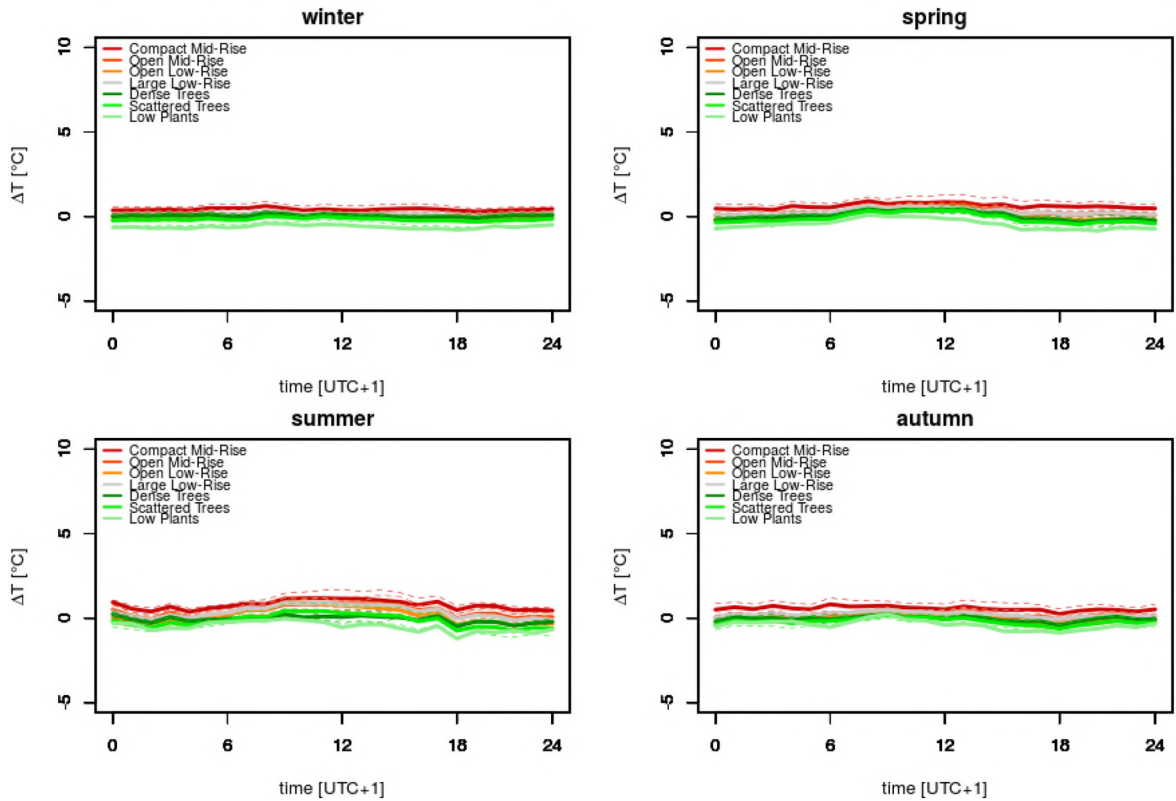 winter
10
5
0
-5
ΔT [°C]
Compact Mid-Rise
Open Mid-Rise
Open Low-Rise
Large Low-Rise
Dense Trees
Scattered Trees
Low Plants
0 6 12 18 24
time [UTC+1]
spring
10
5
0
-5
ΔT [°C]
Compact Mid-Rise
Open Mid-Rise
Open Low-Rise
Large Low-Rise
Dense Trees
Scattered Trees
Low Plants
0 6 12 18 24
time [UTC+1]
summer
10
5
0
-5
ΔT [°C]
Compact Mid-Rise
Open Mid-Rise
Open Low-Rise
Large Low-Rise
Dense Trees
Scattered Trees
Low Plants
0 6 12 18 24
time [UTC+1]
autumn
10
5
0
-5
ΔT [°C]
Compact Mid-Rise
Open Mid-Rise
Open Low-Rise
Large Low-Rise
Dense Trees
Scattered Trees
Low Plants
0 6 12 18 24
time [UTC+1]